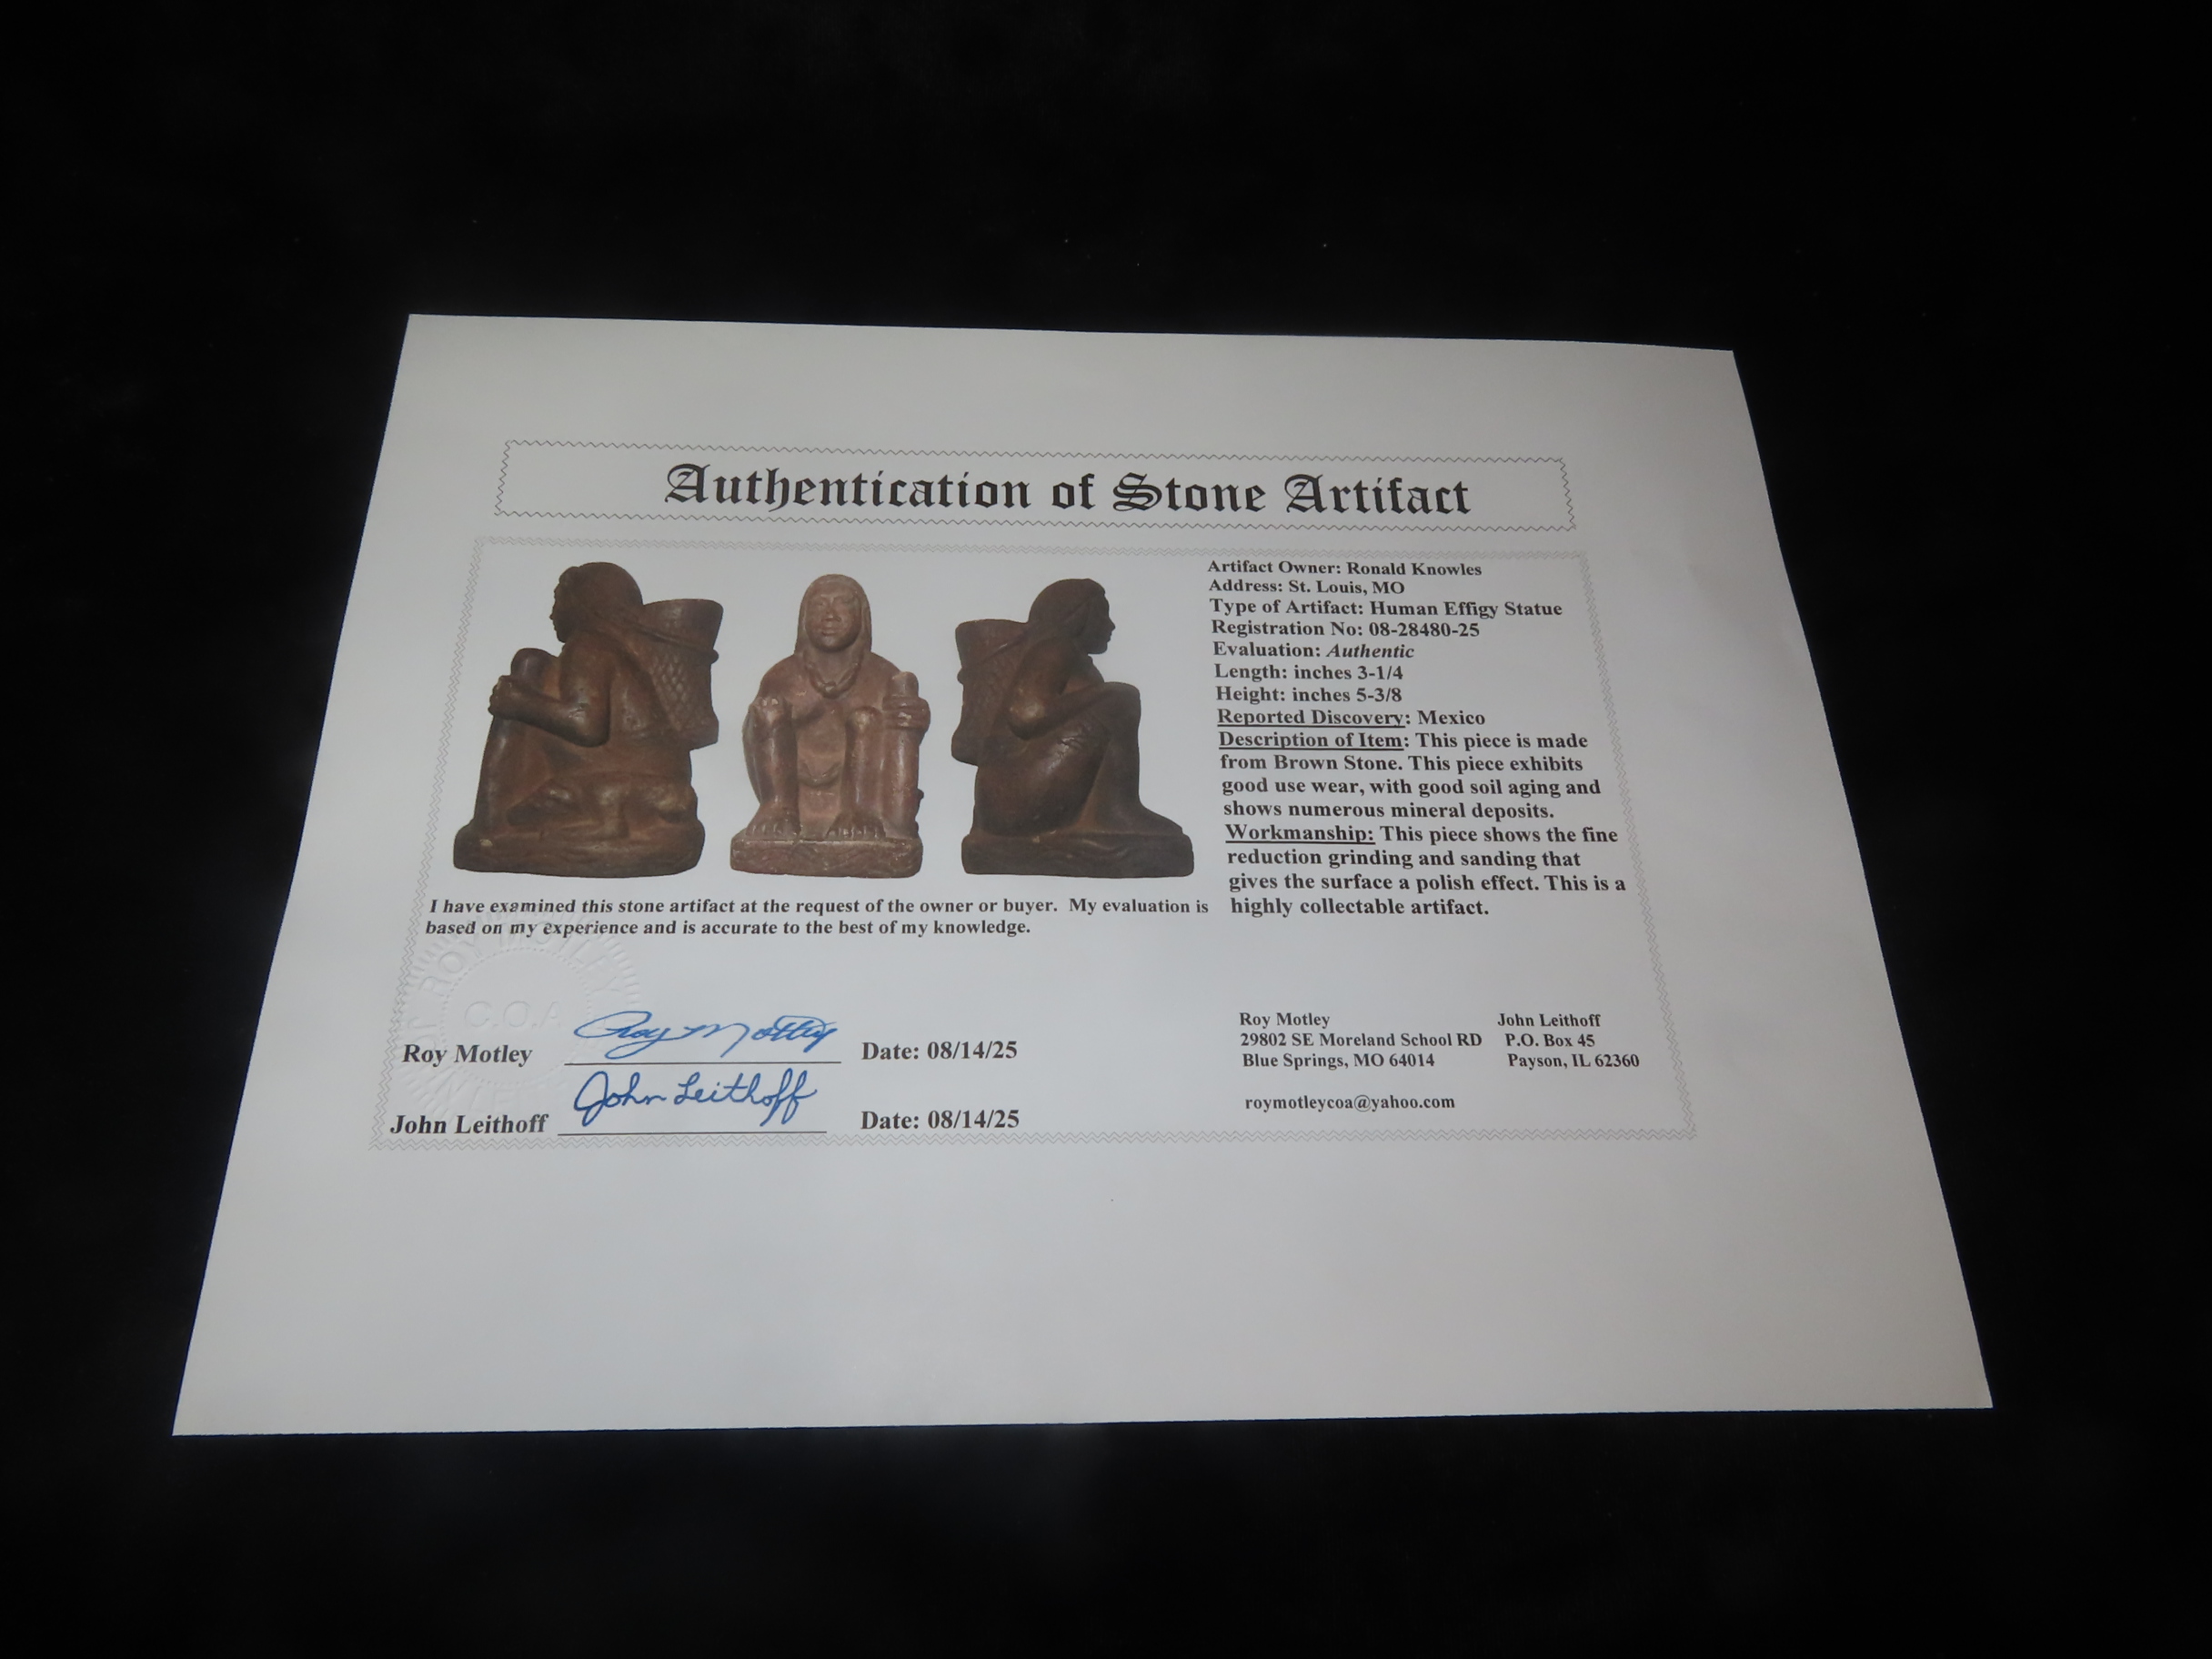 Authentication of Stone Artifact
Artifact Owner: Ronald Knowles
Address: St. Louis, MO
Type of Artifact: Human Effigy Statue
Registration No: 08-28480-25
Evaluation: Authentic
Length: inches 3-1/4
Height: inches 5-3/8
Reported Discovery: Mexico
Description of Item: This piece is made
from Brown Stone. This piece exhibits
good use wear, with good soil aging and
shows numerous mineral deposits.
Workmanship: This piece shows the fine
reduction grinding and sanding that
gives the surface a polish effect. This is a
highly collectable artifact.
I have examined this stone artifact at the request of the owner or buyer. My evaluation is
based on my experience and is accurate to the best of my knowledge.
ROY MOTLEY
C.O.A
Roy Motley Roy Motley Date: 08/14/25
John Leithoff John Leithoff Date: 08/14/25
Roy Motley
29802 SE Moreland School RD
Blue Springs, MO 64014
roymotleycoa@yahoo.com
John Leithoff
P.O. Box 45
Payson, IL 62360